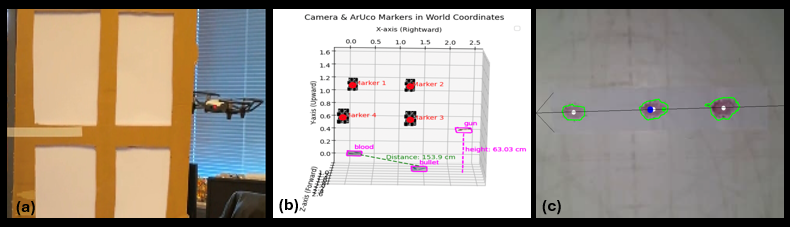 Camera & ArUco Markers in World Coordinates
X-axis (Rightward)
0.0 0.5 1.0 1.5 2.0 2.5
Y-axis (Upward)
1.6
1.4
1.2
1.0
0.8
0.6
0.4
0.2
0.0
Marker 1
Marker 2
Marker 4
Marker 3
gun
height: 63.03 cm
blood
Distance: 153.9 cm
bullet
Z-axis (Forward)
(a)
(b)
(c)